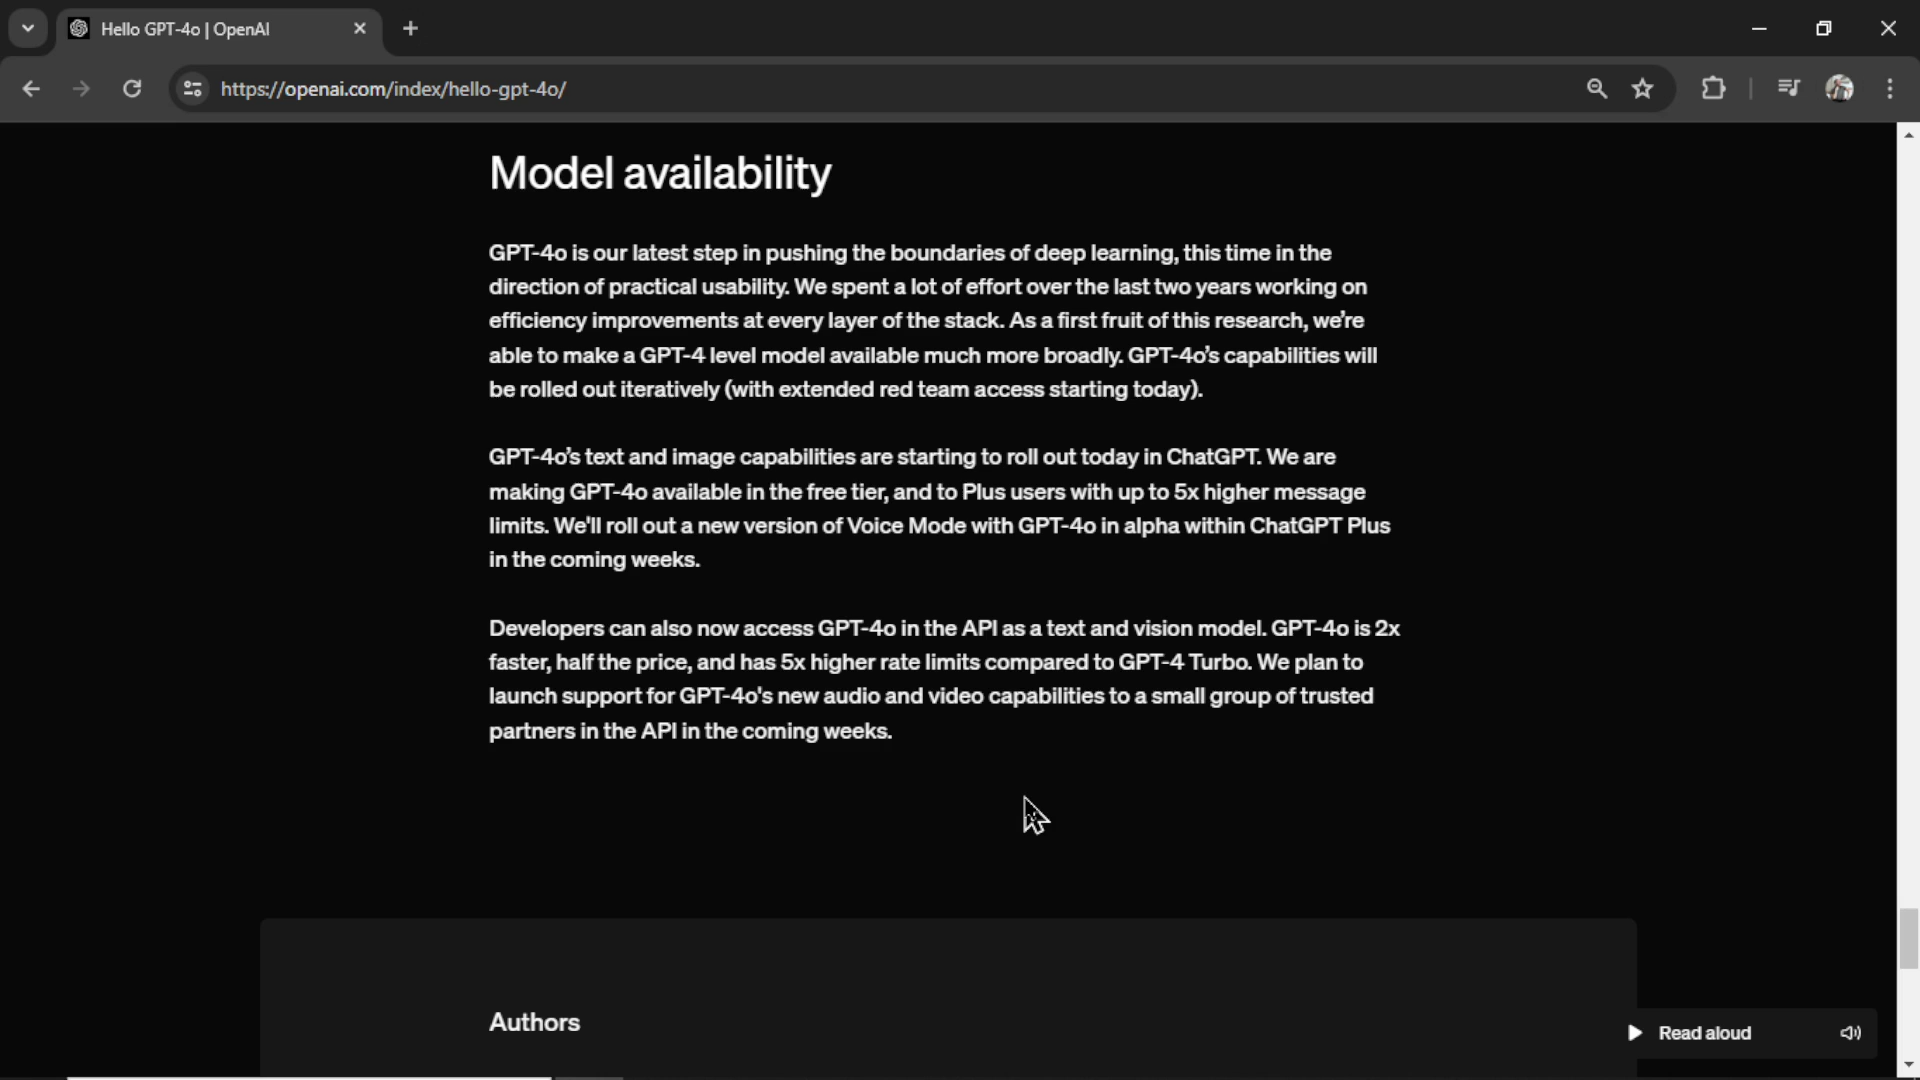 Hello GPT-4o | OpenAI
https://openai.com/index/hello-gpt-4o/
Model availability
GPT-4o is our latest step in pushing the boundaries of deep learning, this time in the
direction of practical usability. We spent a lot of effort over the last two years working on
efficiency improvements at every layer of the stack. As a first fruit of this research, we’re
able to make a GPT-4 level model available much more broadly. GPT-4o’s capabilities will
be rolled out iteratively (with extended red team access starting today).
GPT-4o’s text and image capabilities are starting to roll out today in ChatGPT. We are
making GPT-4o available in the free tier, and to Plus users with up to 5x higher message
limits. We'll roll out a new version of Voice Mode with GPT-4o in alpha within ChatGPT Plus
in the coming weeks.
Developers can also now access GPT-4o in the API as a text and vision model. GPT-4o is 2x
faster, half the price, and has 5x higher rate limits compared to GPT-4 Turbo. We plan to
launch support for GPT-4o's new audio and video capabilities to a small group of trusted
partners in the API in the coming weeks.
Authors
Read aloud